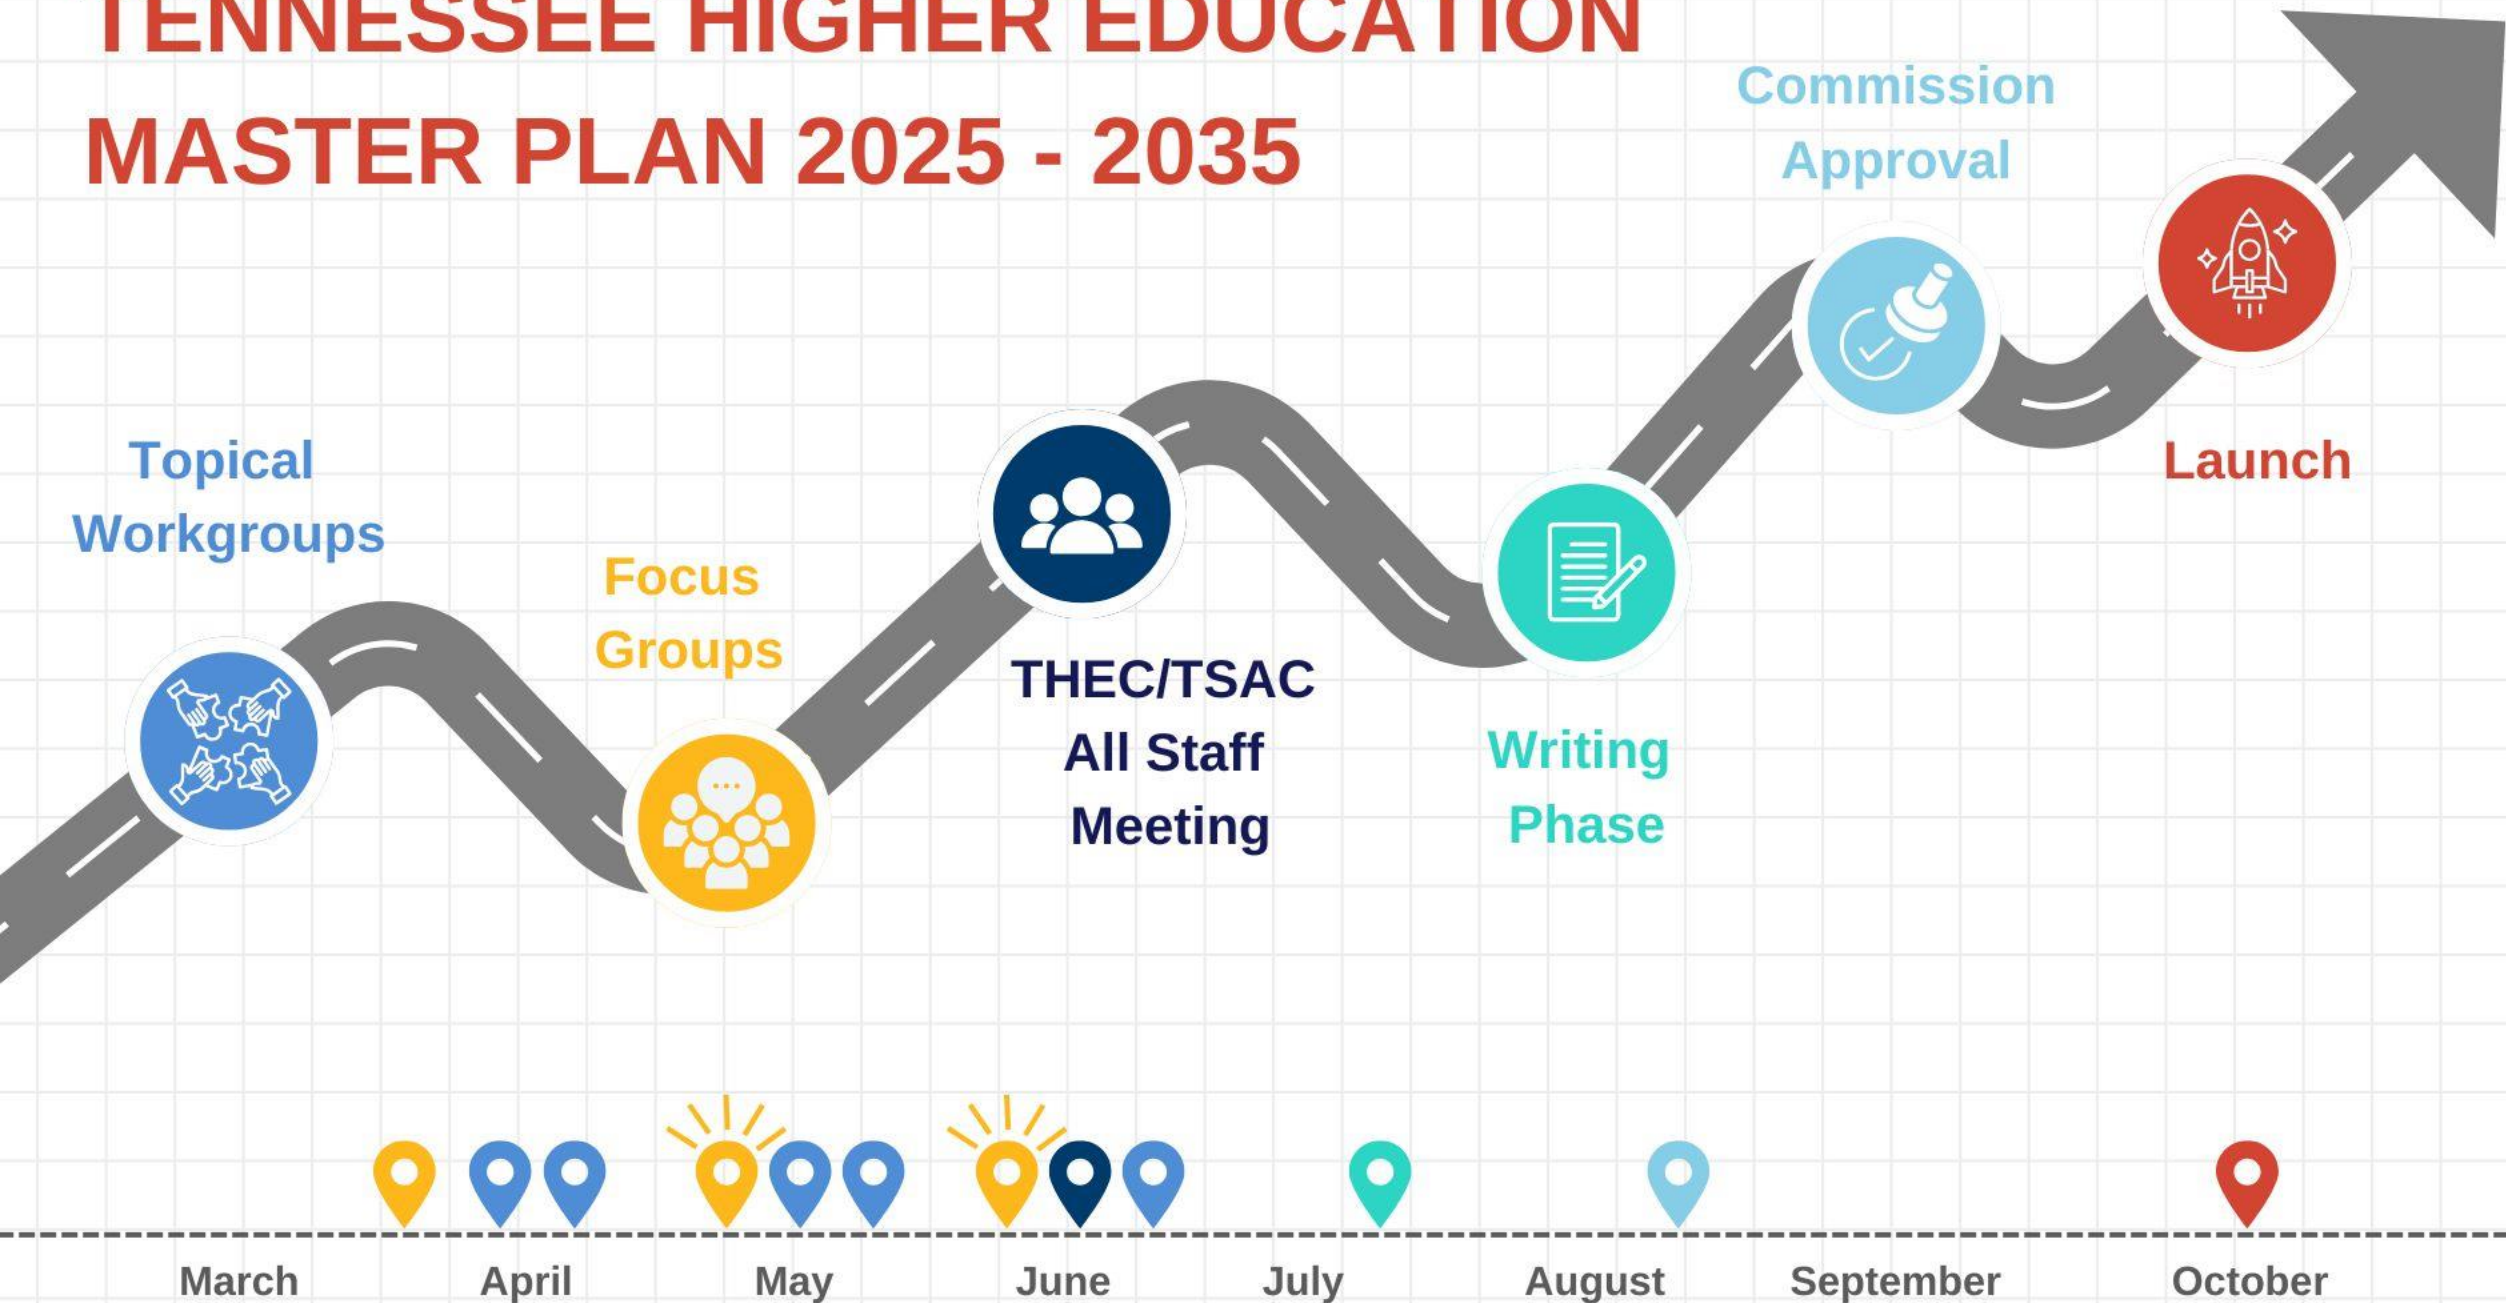 TENNESSEE HIGHER EDUCATION
MASTER PLAN 2025 - 2035
Commission
Approval
Launch
Topical
Workgroups
Focus
Groups
THEC/TSAC
All Staff
Meeting
Writing
Phase
March April May June July August September October